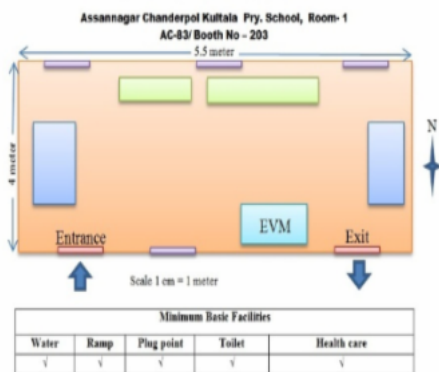 Assannagar Chanderpol Kultala Pry. School, Room- 1
AC-83/ Booth No – 203
5.5 meter
4 meter
N
EVM
Entrance
Exit
Scale 1 cm = 1 meter
Minimum Basic Facilities
Water Ramp Plug point Toilet Health care
√ √ √ √ √